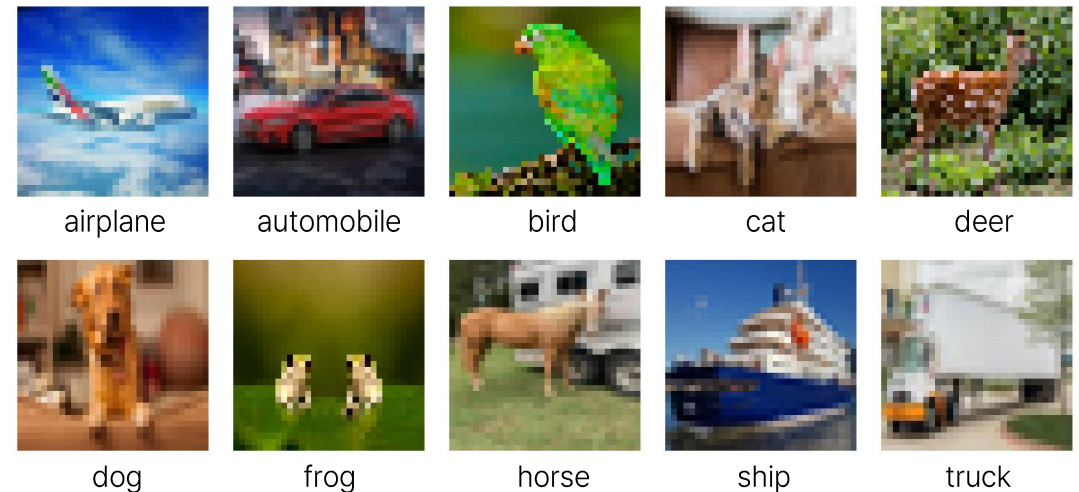 airplane
automobile
bird
cat
deer
dog
frog
horse
ship
truck